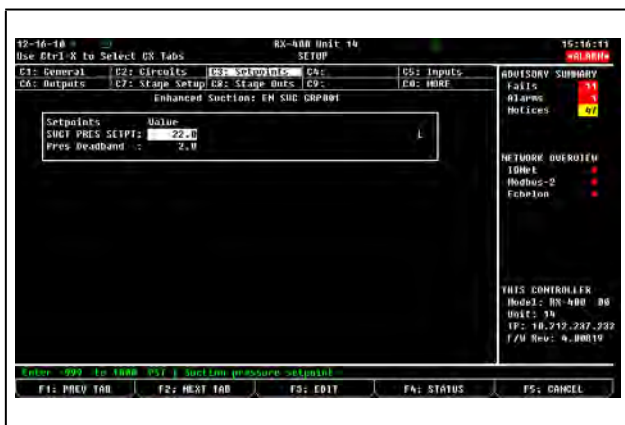 12-16-10 RX-400 Unit 14 15:16:11
Use Ctrl-X to Select CX Tabs SETUP *ALARM*
C1: General C2: Circuits C3: Setpoints C4: C5: Inputs
C6: Outputs C7: Stage Setup C8: Stage Outs C9: C0: MORE
Enhanced Suction: EN SUC GRP001
Setpoints Value
SUCT PRES SETPT: 22.0 L
Pres Deadband : 2.0
ADVISORY SUMMARY
Fails
Alarms
Notices 47
NETWORK OVERVIEW
IONet
Modbus-2
Echelon
THIS CONTROLLER
Model: RX-400 00
Unit: 14
IP: 10.212.237.232
F/W Rev: 4.00B19
Enter -999 to 1000 PSI | Suction pressure setpoint
F1: PREV TAB F2: NEXT TAB F3: EDIT F4: STATUS F5: CANCEL